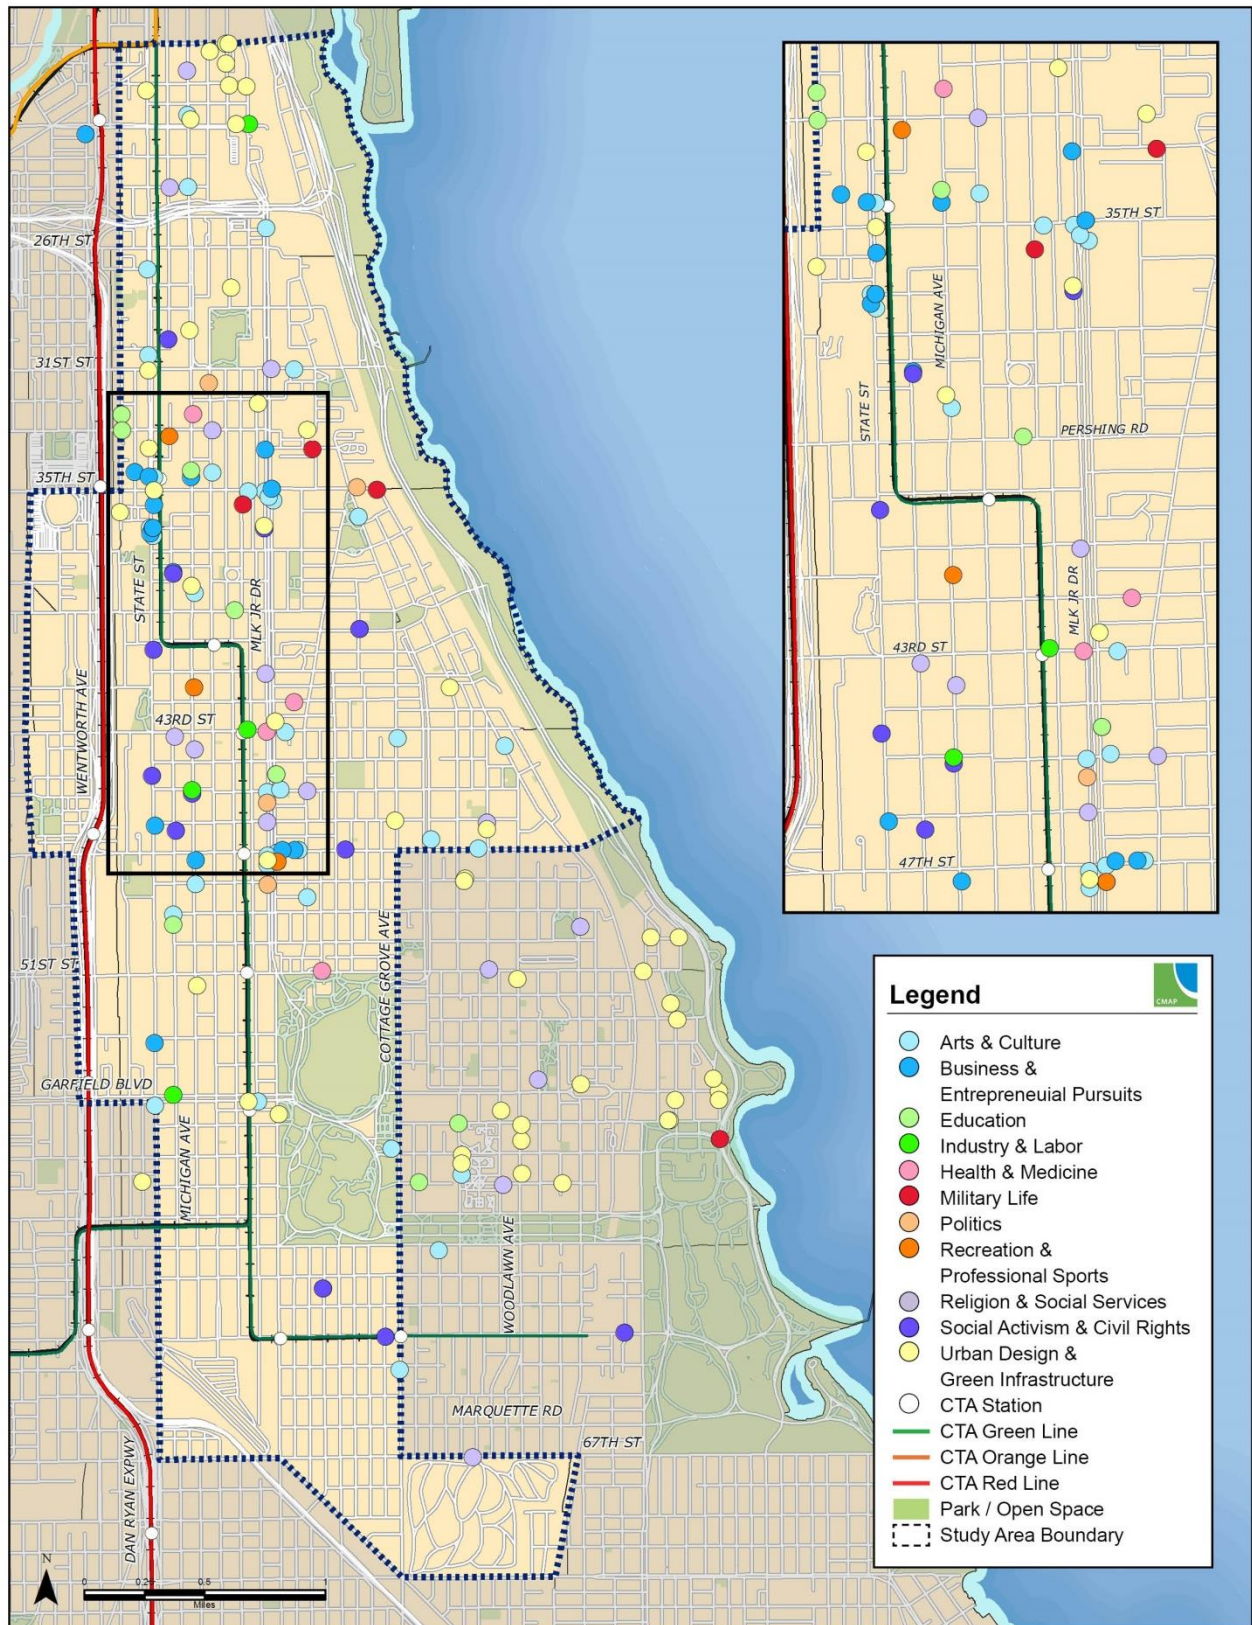 26TH ST
31ST ST
35TH ST
STATE ST
MLK JR DR
WENTWORTH AVE
43RD ST
COTTAGE GROVE AVE
51ST ST
GARFIELD BLVD
MICHIGAN AVE
WOODLAWN AVE
MARQUETTE RD
67TH ST
DAN RYAN EXPWY
N
0 0.25 0.5 1
Miles
35TH ST
MICHIGAN AVE
STATE ST
PERSHING RD
MLK JR DR
43RD ST
47TH ST
Legend
CMAP
Arts & Culture
Business &
Entrepreneuial Pursuits
Education
Industry & Labor
Health & Medicine
Military Life
Politics
Recreation &
Professional Sports
Religion & Social Services
Social Activism & Civil Rights
Urban Design &
Green Infrastructure
CTA Station
CTA Green Line
CTA Orange Line
CTA Red Line
Park / Open Space
Study Area Boundary